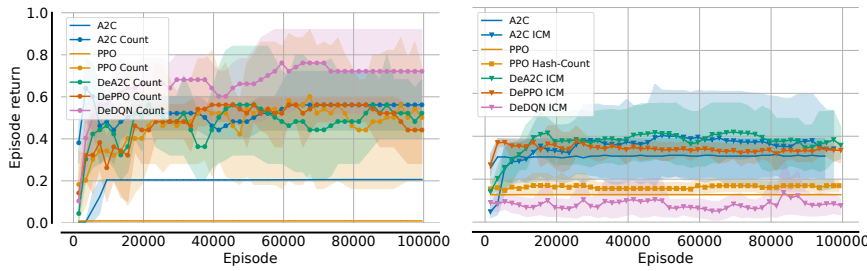 1.0
0.8
0.6
0.4
0.2
0.0
Episode return
A2C
A2C Count
PPO
PPO Count
DeA2C Count
DePPO Count
DeDQN Count
0 20000 40000 60000 80000 100000
Episode
A2C
A2C ICM
PPO
PPO Hash-Count
DeA2C ICM
DePPO ICM
DeDQN ICM
0 20000 40000 60000 80000 100000
Episode